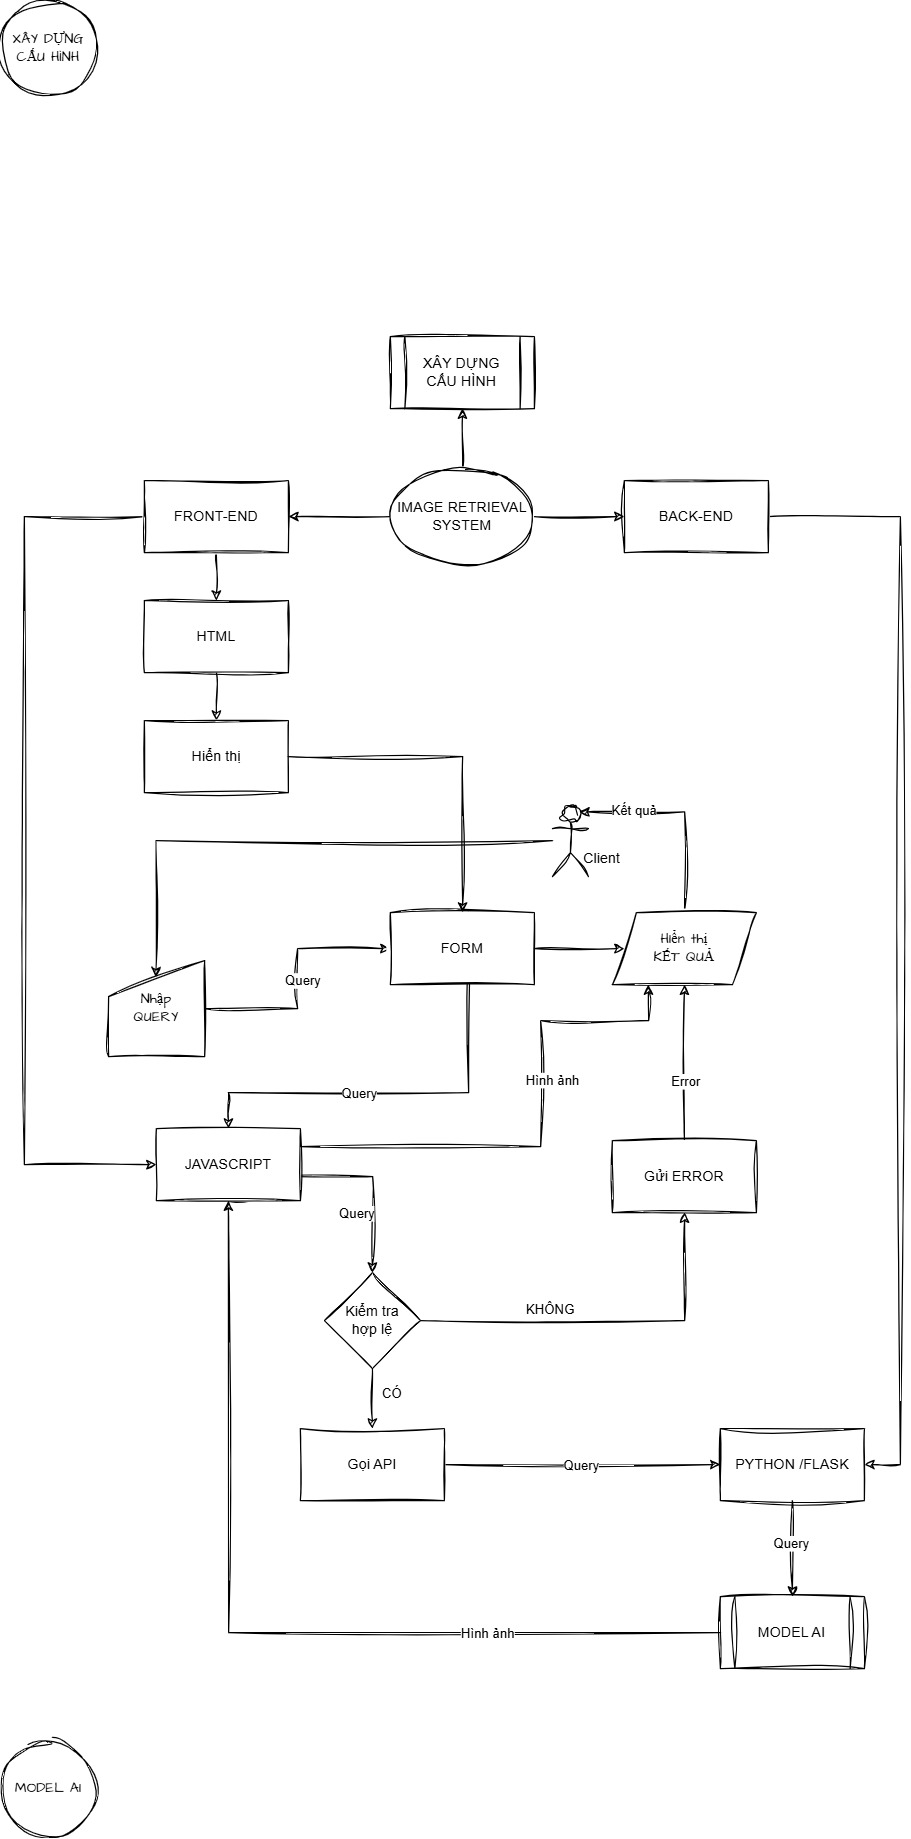 XÂY DỰNG
CẤU HÌNH
XÂY DỰNG
CẤU HÌNH
FRONT-END
IMAGE RETRIEVAL
SYSTEM
BACK-END
HTML
Hiển thị
Kết quả
Client
FORM
Hiển thị
KẾT QUẢ
Query
Nhập
QUERY
Hình ảnh
Error
Query
JAVASCRIPT
Gửi ERROR
Query
Kiểm tra
hợp lệ
KHÔNG
CÓ
Gọi API
Query
PYTHON /FLASK
Query
MODEL AI
Hình ảnh
MODEL AI